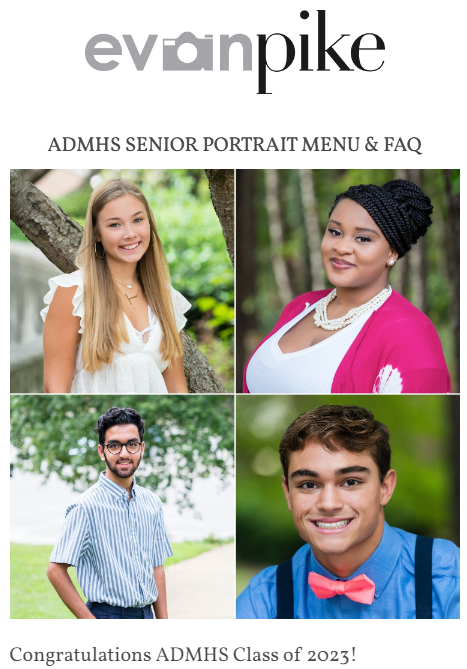 evanpike
ADMHS SENIOR PORTRAIT MENU & FAQ
Congratulations ADMHS Class of 2023!